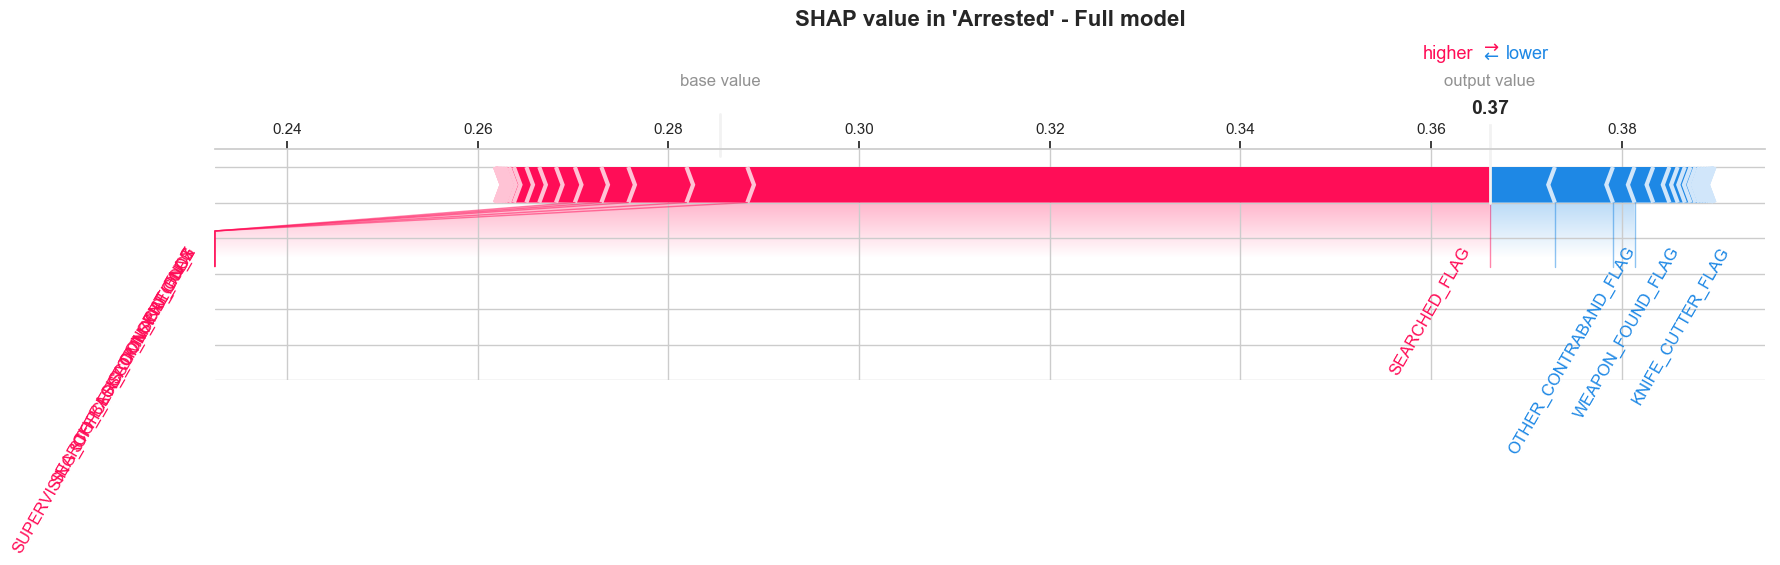 SHAP value in 'Arrested' - Full model
higher ⇄ lower
base value
output value
0.37
0.24 0.26 0.28 0.30 0.32 0.34 0.36 0.38
SEARCHED_FLAG
OTHER_CONTRABAND_FLAG
WEAPON_FOUND_FLAG
KNIFE_CUTTER_FLAG